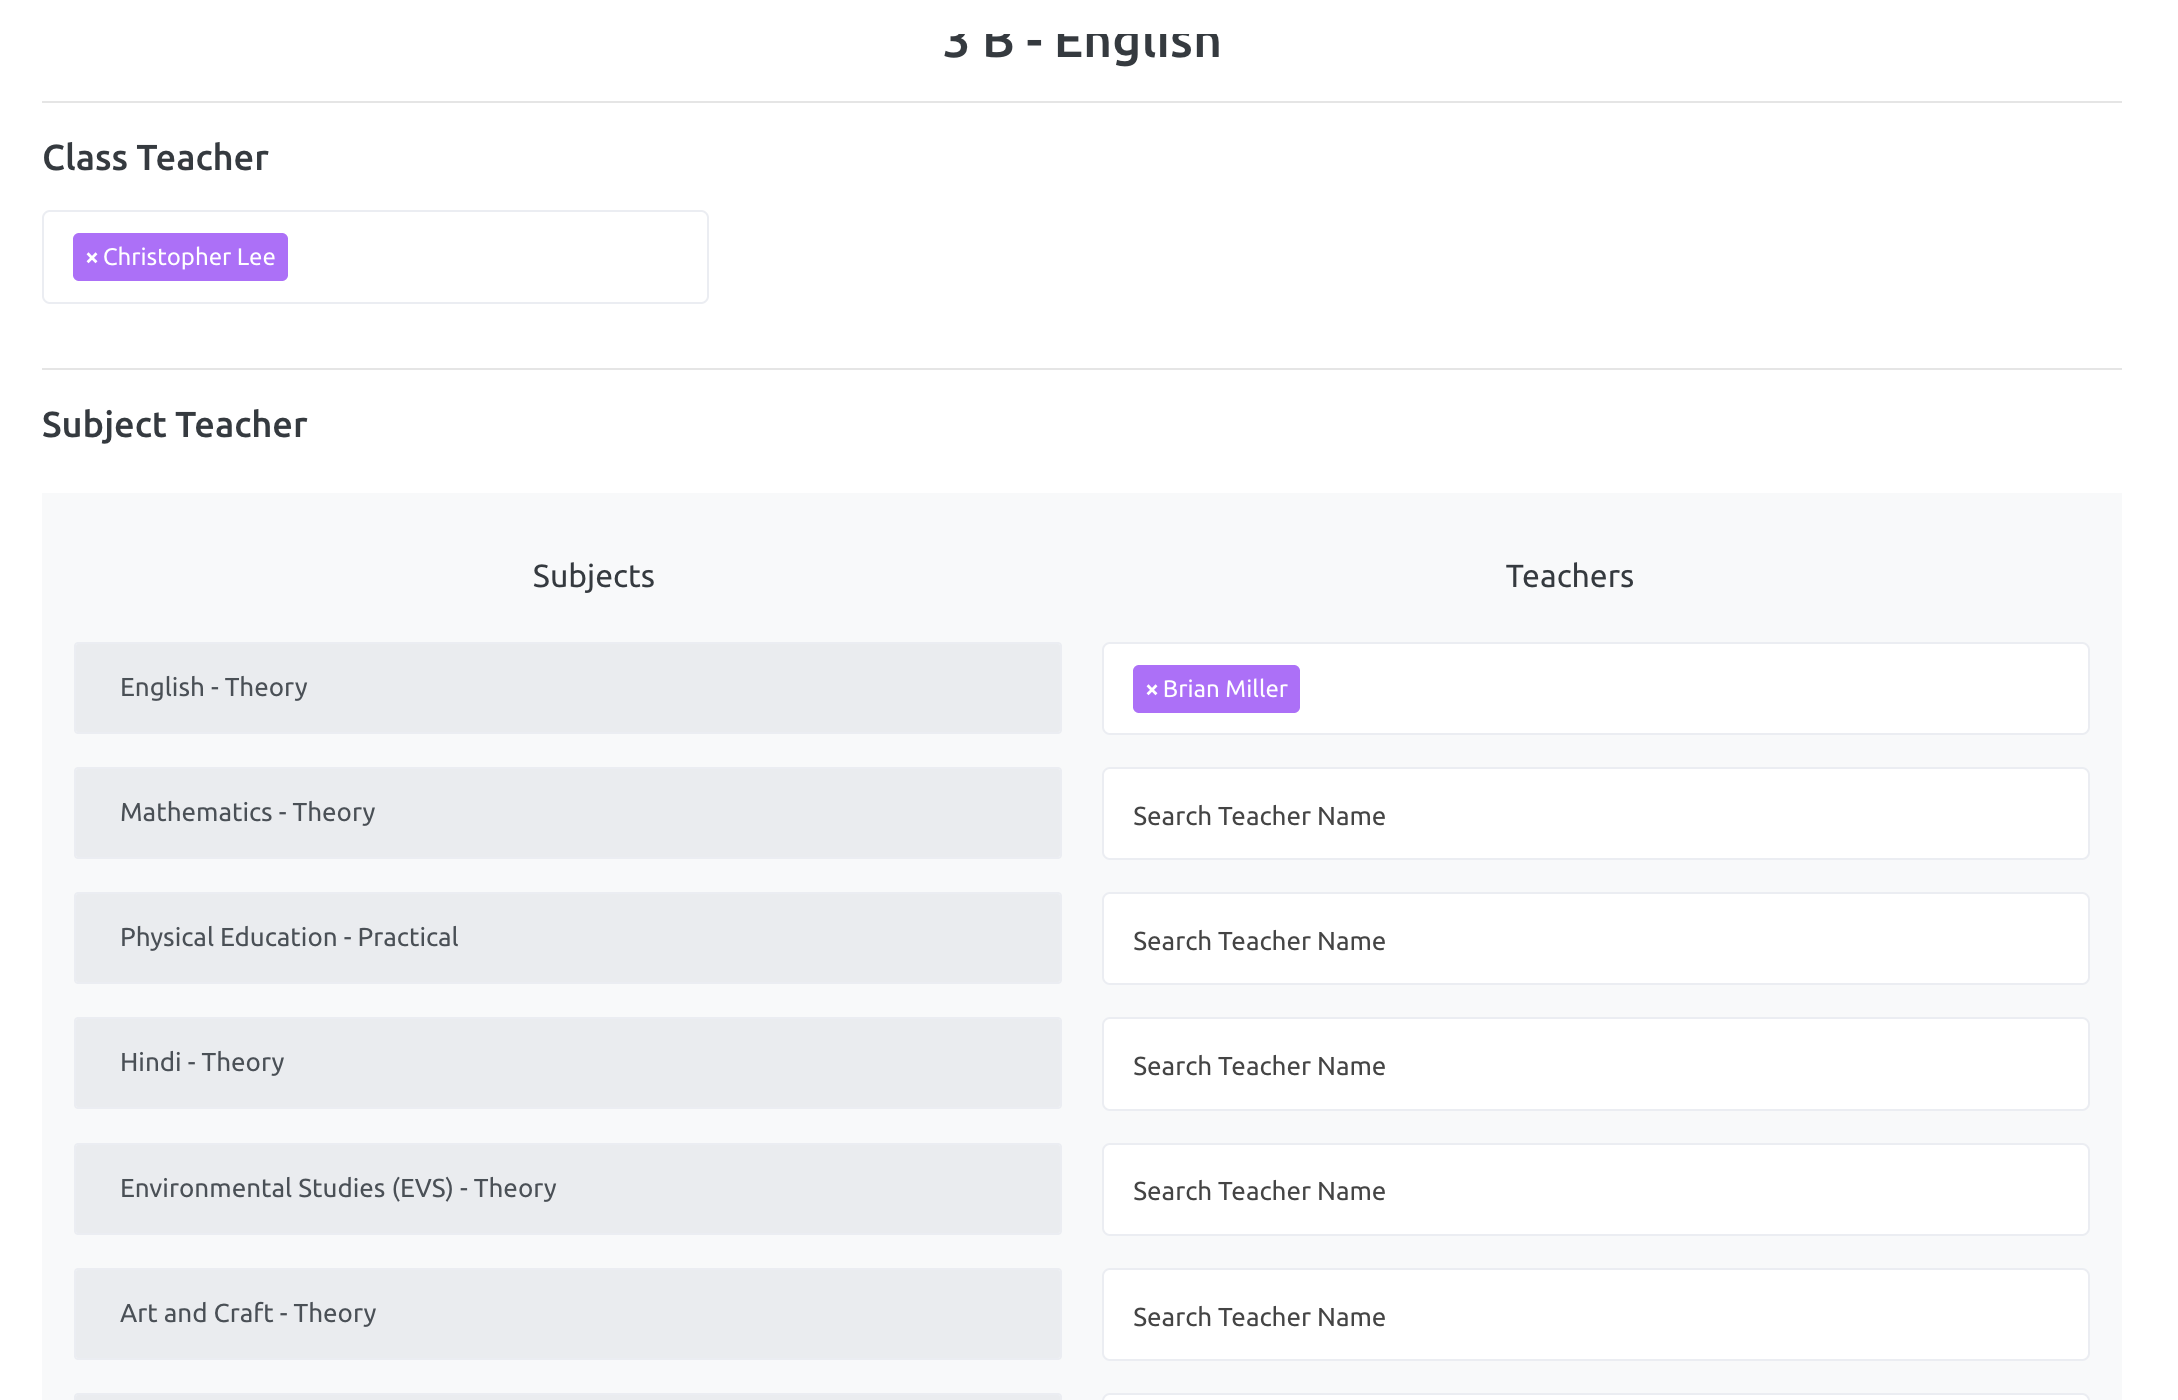 3 B - English
Class Teacher
× Christopher Lee
Subject Teacher
Subjects Teachers
English - Theory × Brian Miller
Mathematics - Theory Search Teacher Name
Physical Education - Practical Search Teacher Name
Hindi - Theory Search Teacher Name
Environmental Studies (EVS) - Theory Search Teacher Name
Art and Craft - Theory Search Teacher Name